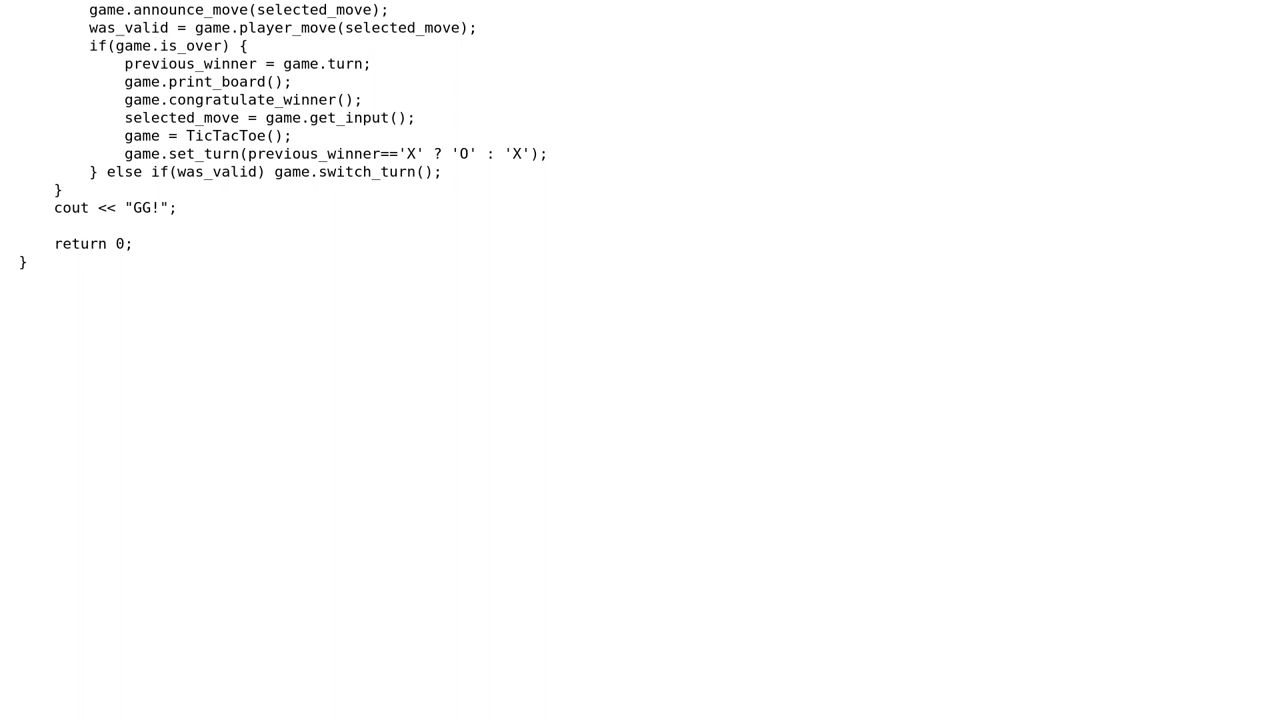 game.announce_move(selected_move);
was_valid = game.player_move(selected_move);
if(game.is_over) {
previous_winner = game.turn;
game.print_board();
game.congratulate_winner();
selected_move = game.get_input();
game = TicTacToe();
game.set_turn(previous_winner=='X' ? 'O' : 'X');
} else if(was_valid) game.switch_turn();
}
cout << "GG!";
return 0;
}